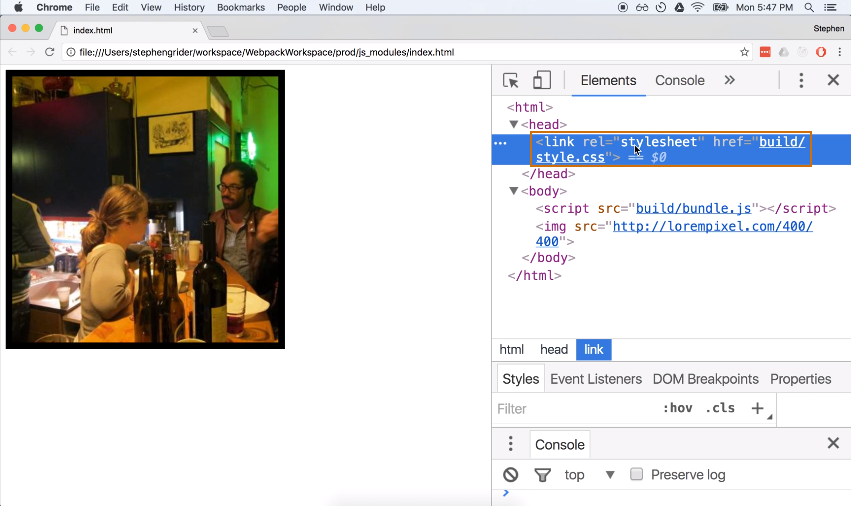 Chrome File Edit View History Bookmarks People Window Help Mon 5:47 PM
index.html Stephen
file:///Users/stephengrider/workspace/WebpackWorkspace/prod/js_modules/index.html
Elements Console »
<html>
▼<head>
<link rel="stylesheet" href="build/
style.css"> == $0
</head>
▼<body>
<script src="build/bundle.js"></script>
<img src="http://lorempixel.com/400/
400">
</body>
</html>
html head link
Styles Event Listeners DOM Breakpoints Properties
Filter :hov .cls +
Console
top ▼ Preserve log
>